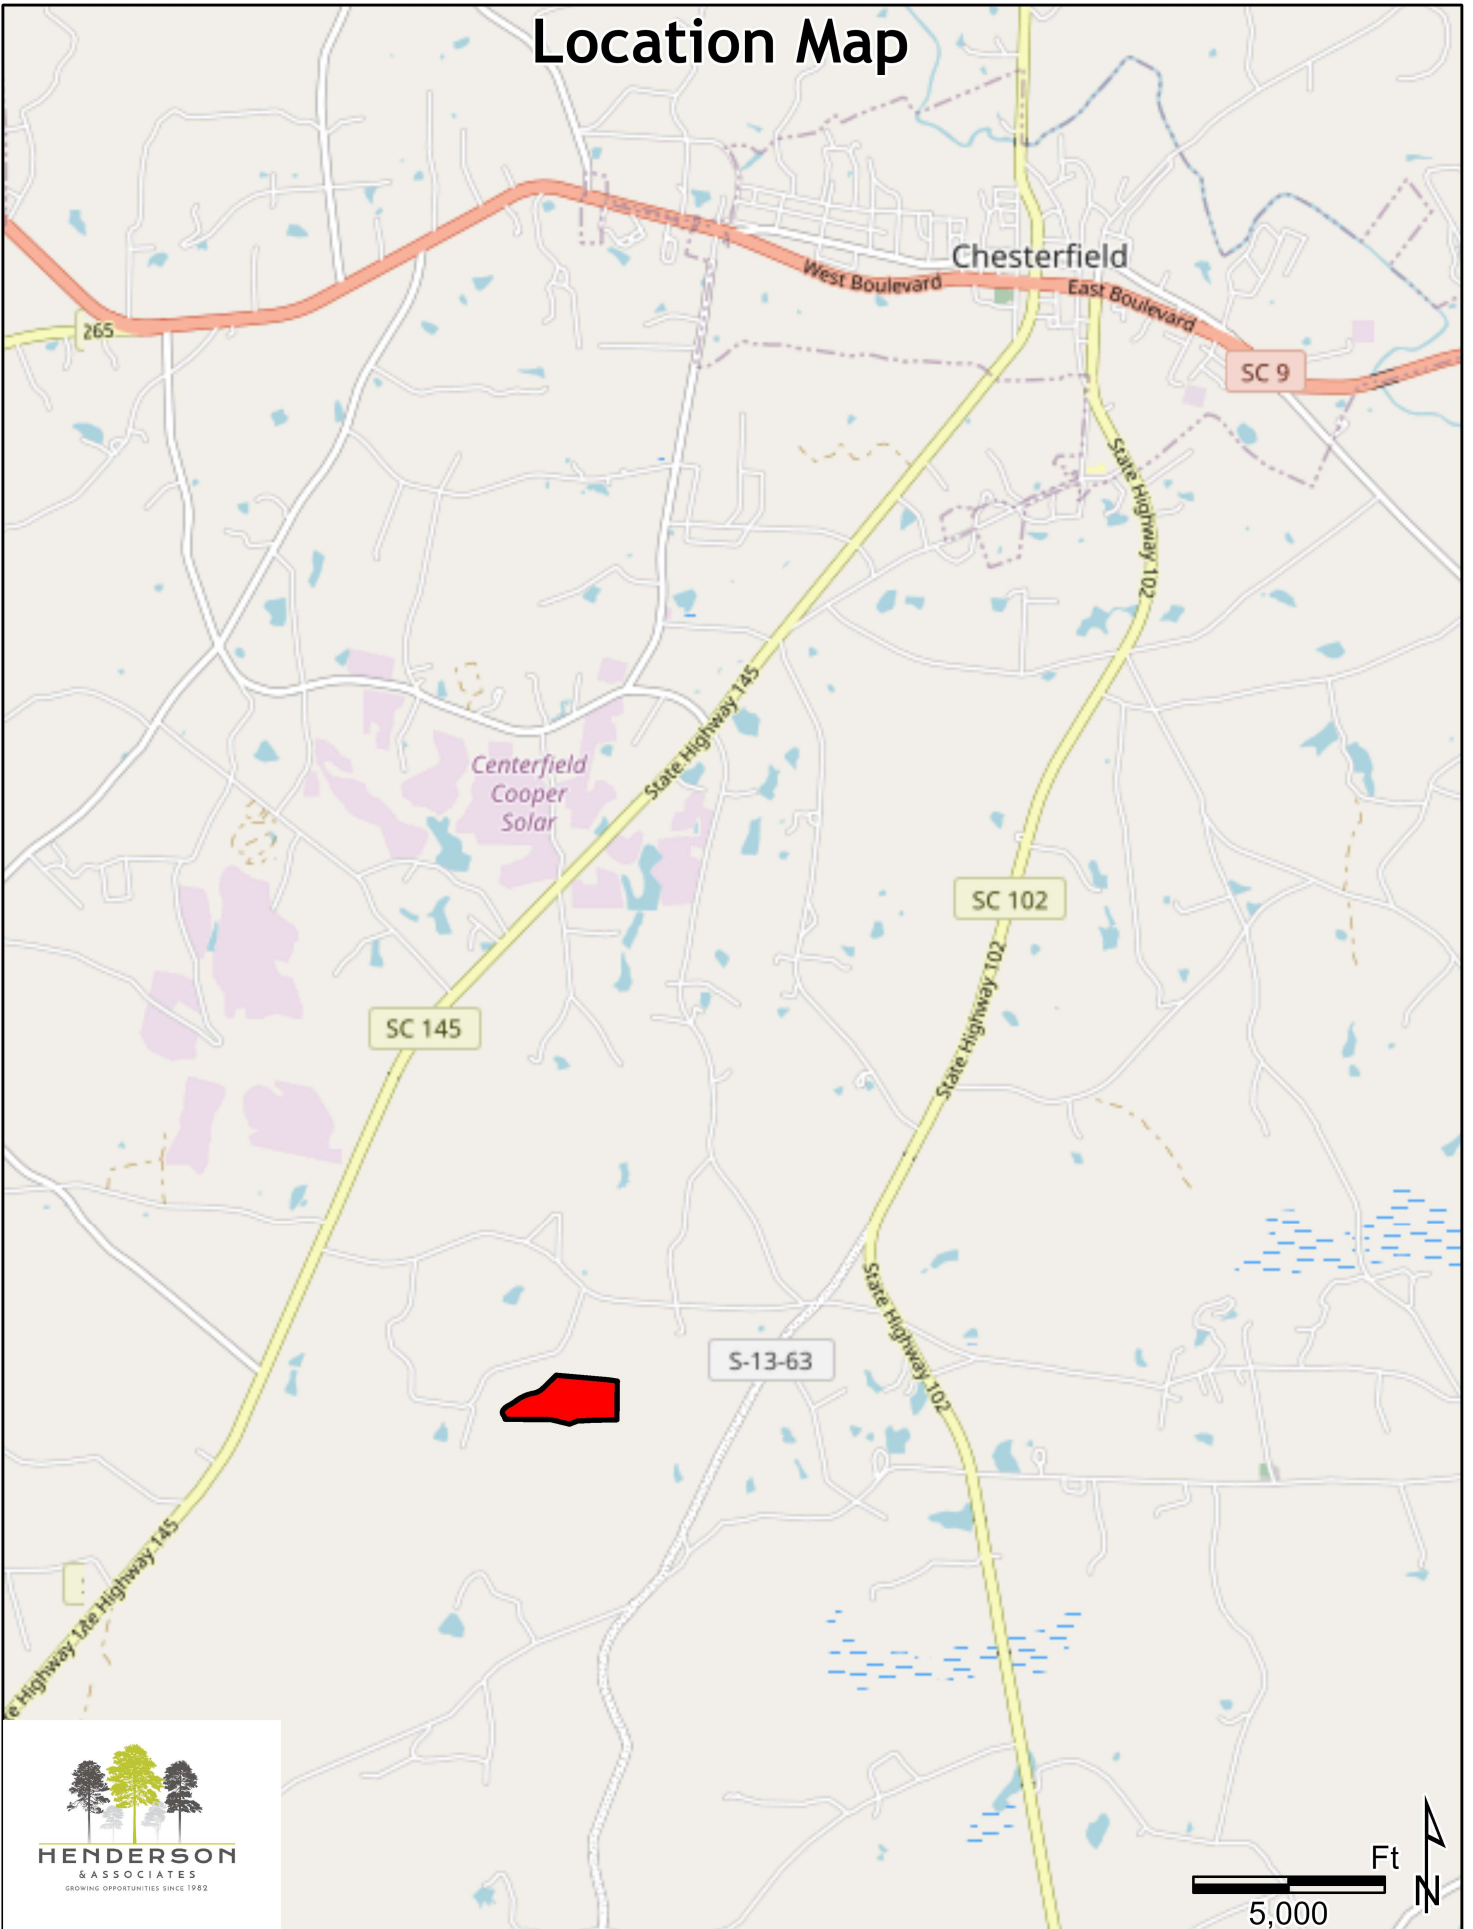 Location Map
Chesterfield
West Boulevard
East Boulevard
265
SC 9
State Highway 102
State Highway 145
Centerfield
Cooper
Solar
SC 102
State Highway 102
SC 145
State Highway 102
S-13-63
e Highway 145
e Highway 1
HENDERSON
& ASSOCIATES
GROWING OPPORTUNITIES SINCE 1982
Ft
5,000
N